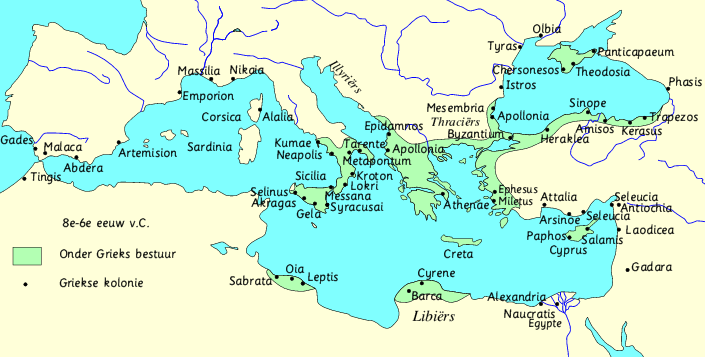 Olbia
Tyras
Panticapaeum
Chersonesos
Theodosia
Istros
Phasis
Massilia
Nikaia
Illyriërs
Emporion
Mesembria
Sinope
Corsica
Alalia
Thraciërs
Apollonia
Trapezos
Epidamnos
Byzantium
Amisos
Kerasus
Gades
Malaca
Artemision
Sardinia
Kumae
Tarente
Heraklea
Neapolis
Apollonia
Metapontum
Abdera
Tingis
Sicilia
Kroton
Lokri
Selinus
Messana
Ephesus
Attalia
Seleucia
Akragas
Syracusai
Athenae
Miletus
Antiochia
Gela
Arsinoe
Seleucia
8e-6e eeuw v.C.
Laodicea
Paphos
Salamis
Onder Grieks bestuur
Creta
Cyprus
Oia
Cyrene
Gadara
Griekse kolonie
Sabrata
Leptis
Barca
Alexandria
Libiërs
Naucratis
Egypte